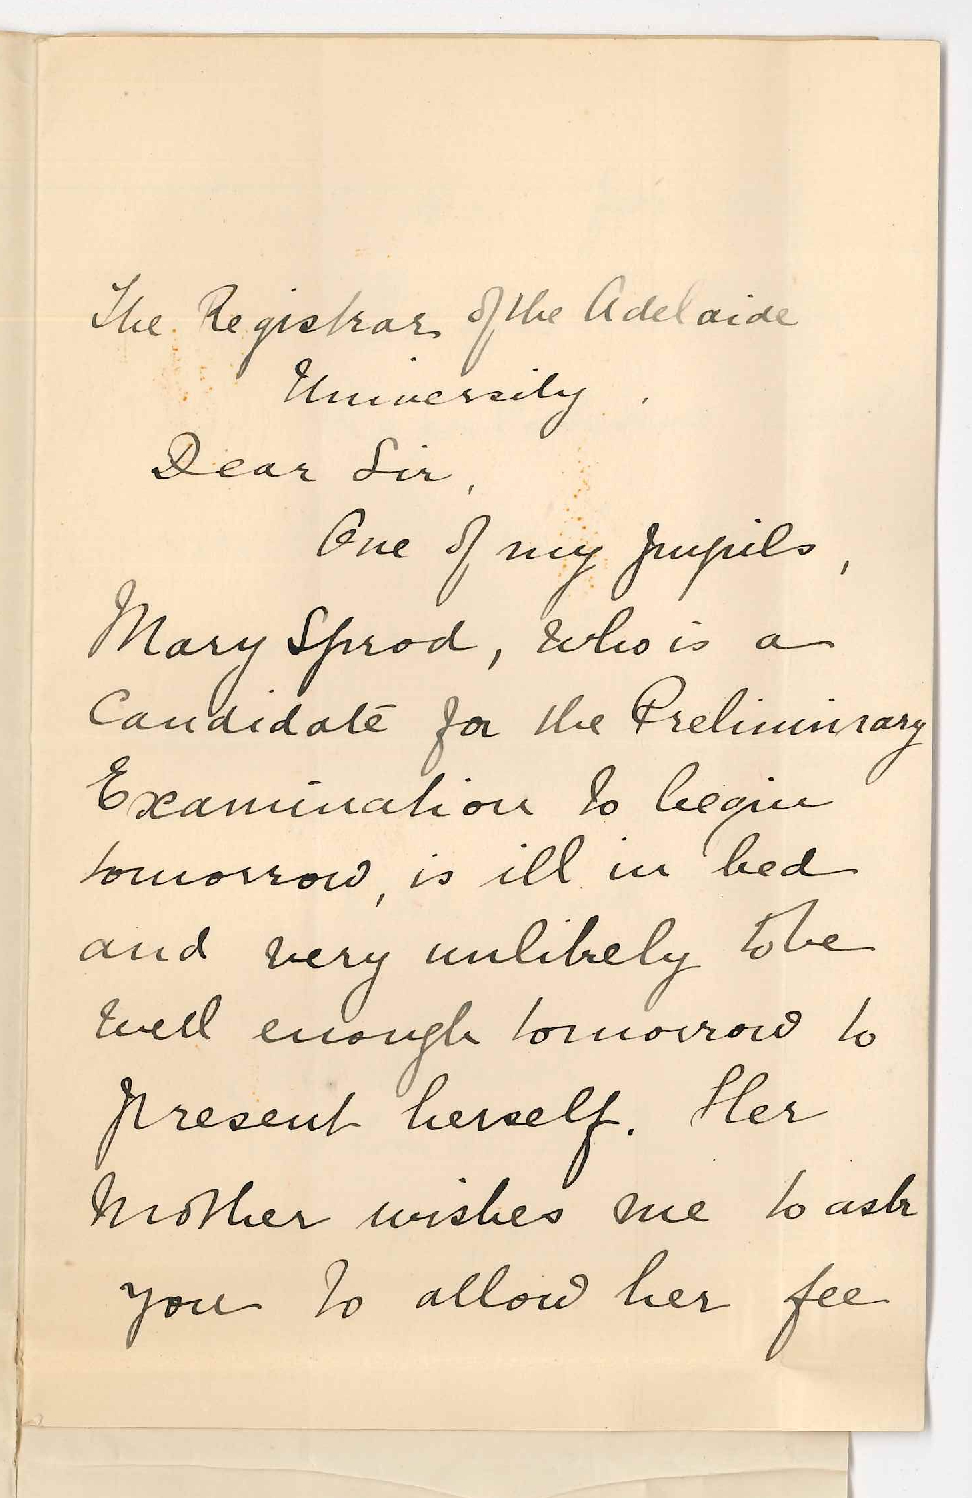 The Registrar of the Adelaide
University.
Dear Sir,
One of my pupils,
Mary Sprod, who is a
Candidate for the Preliminary
Examination to begin
tomorrow, is ill in bed
and very unlikely to be
well enough tomorrow to
present herself. Her
Mother wishes me to ask
you to allow her fee